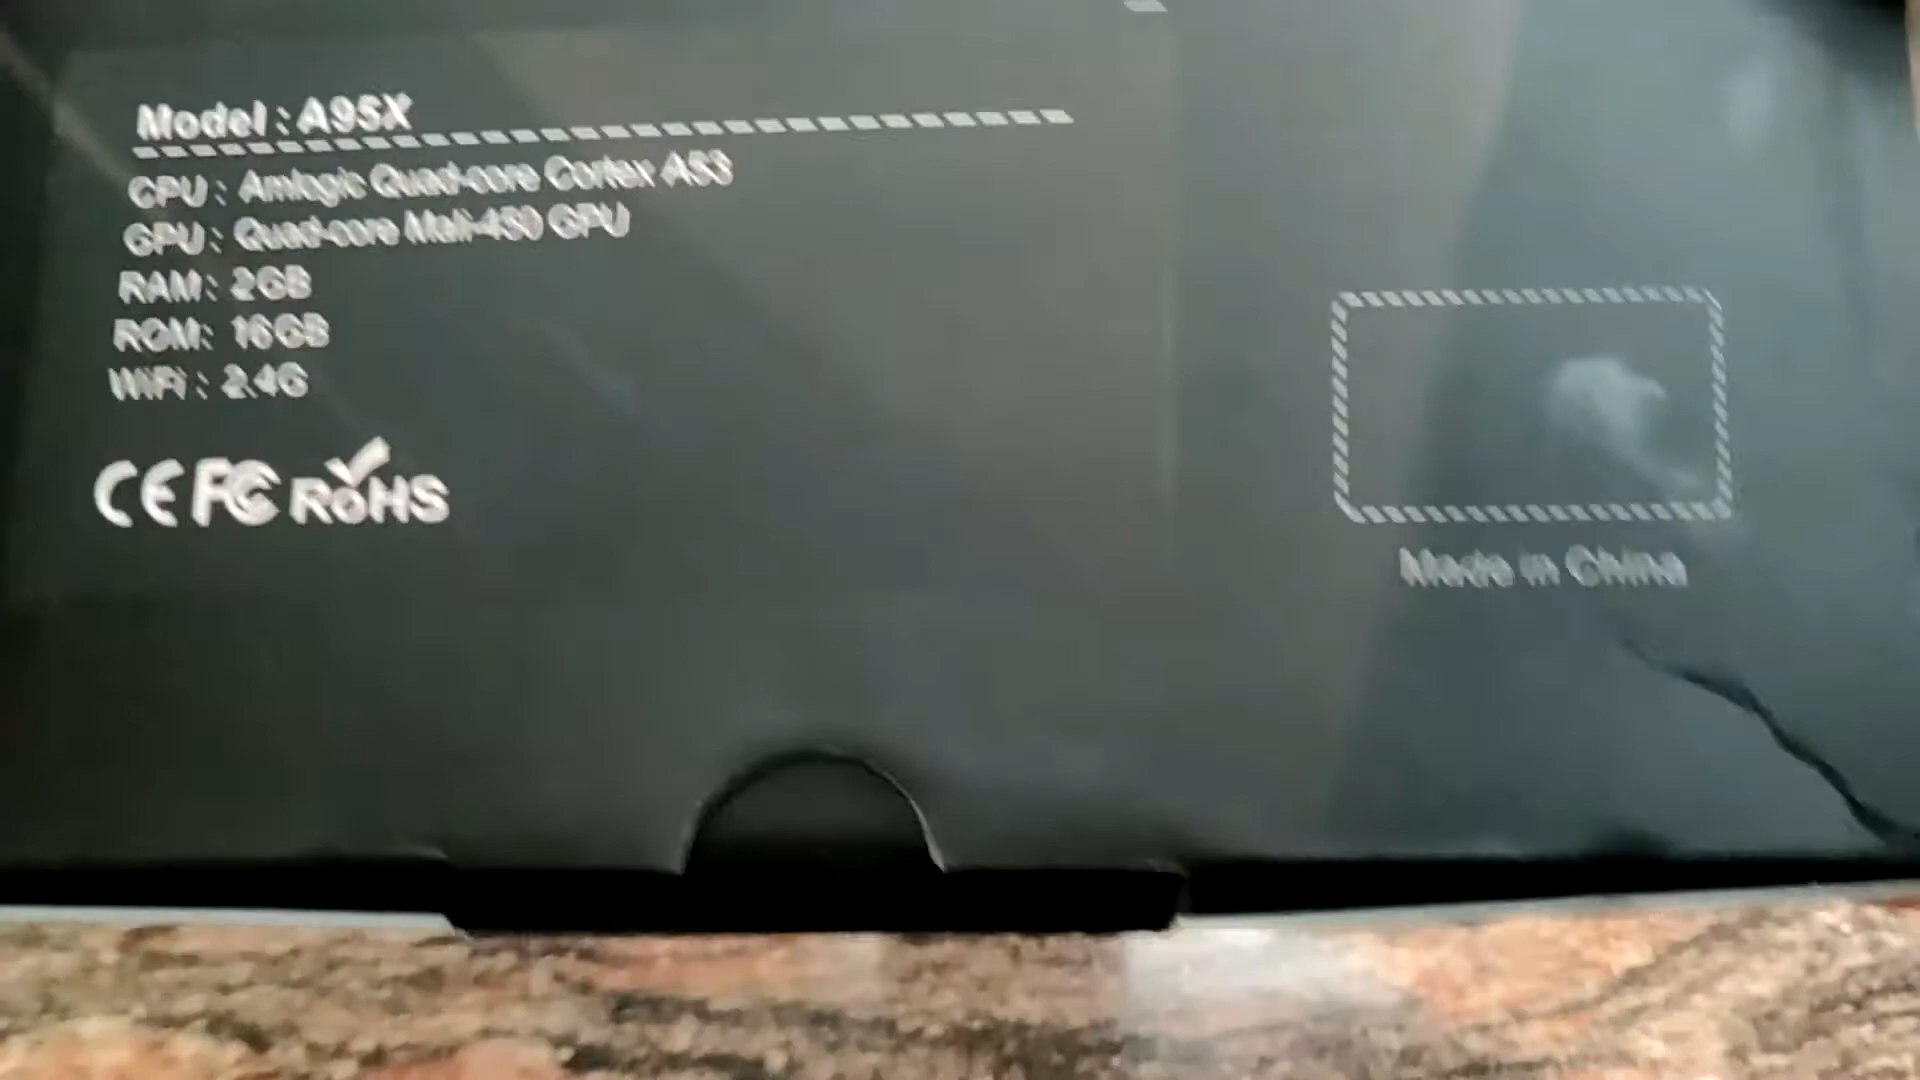 Model : A95X
CPU : Amlogic Quad-core Cortex A53
GPU : Quad-core Mali-450 GPU
RAM : 2GB
ROM : 16GB
WiFi : 2.4G
CE FC RoHS
Made in China